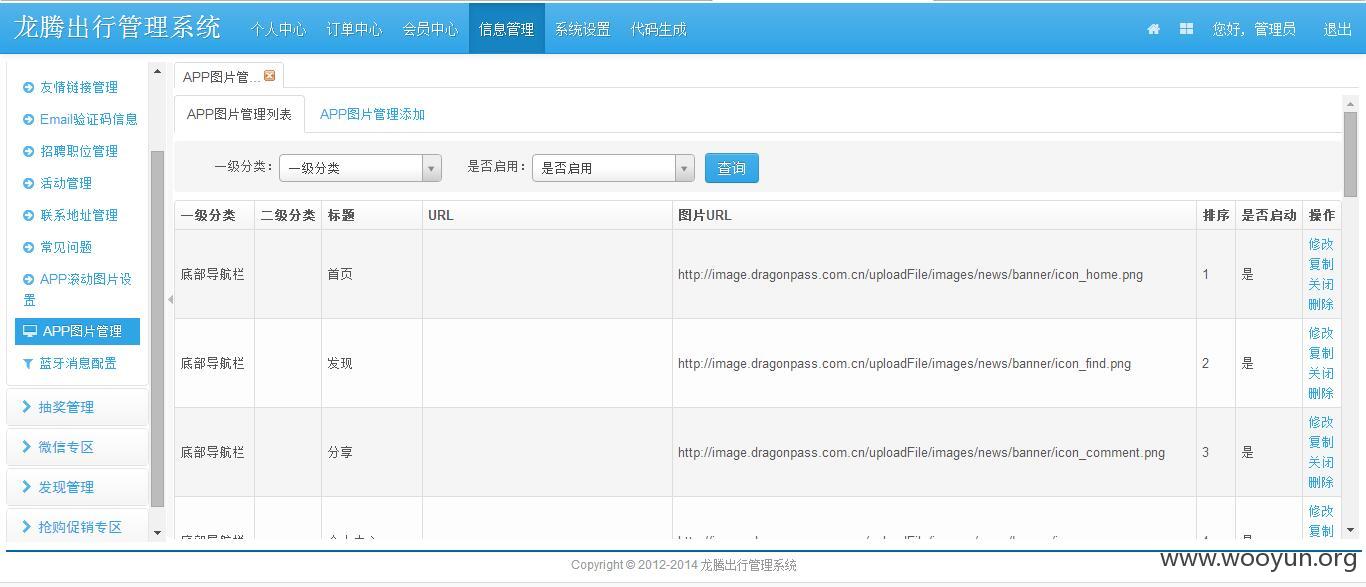 龙腾出行管理系统 个人中心 订单中心 会员中心 信息管理 系统设置 代码生成 您好，管理员 退出
友情链接管理
Email验证码信息
招聘职位管理
活动管理
联系地址管理
常见问题
APP滚动图片设
置
APP图片管理
蓝牙消息配置
抽奖管理
微信专区
发现管理
抢购促销专区
APP图片管...
APP图片管理列表 APP图片管理添加
一级分类： 一级分类 是否启用： 是否启用 查询
一级分类 二级分类 标题 URL 图片URL 排序 是否启动 操作
底部导航栏 首页 http://image.dragonpass.com.cn/uploadFile/images/news/banner/icon_home.png 1 是 修改
复制
关闭
删除
底部导航栏 发现 http://image.dragonpass.com.cn/uploadFile/images/news/banner/icon_find.png 2 是 修改
复制
关闭
删除
底部导航栏 分享 http://image.dragonpass.com.cn/uploadFile/images/news/banner/icon_comment.png 3 是 修改
复制
关闭
删除
修改
复制
Copyright © 2012-2014 龙腾出行管理系统
www.wooyun.org